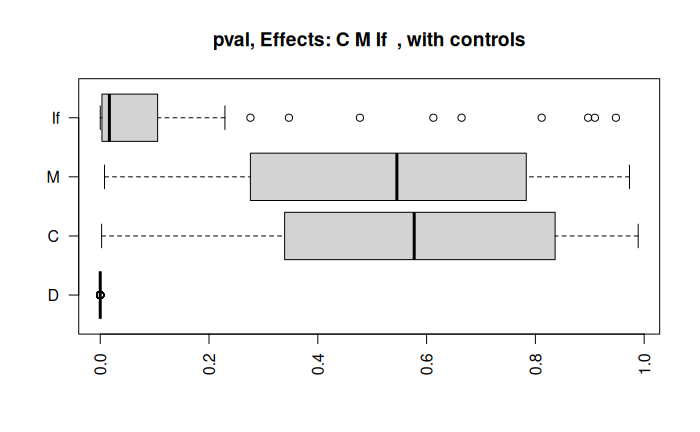 pval, Effects: C M If , with controls
If
M
C
D
0.0
0.2
0.4
0.6
0.8
1.0